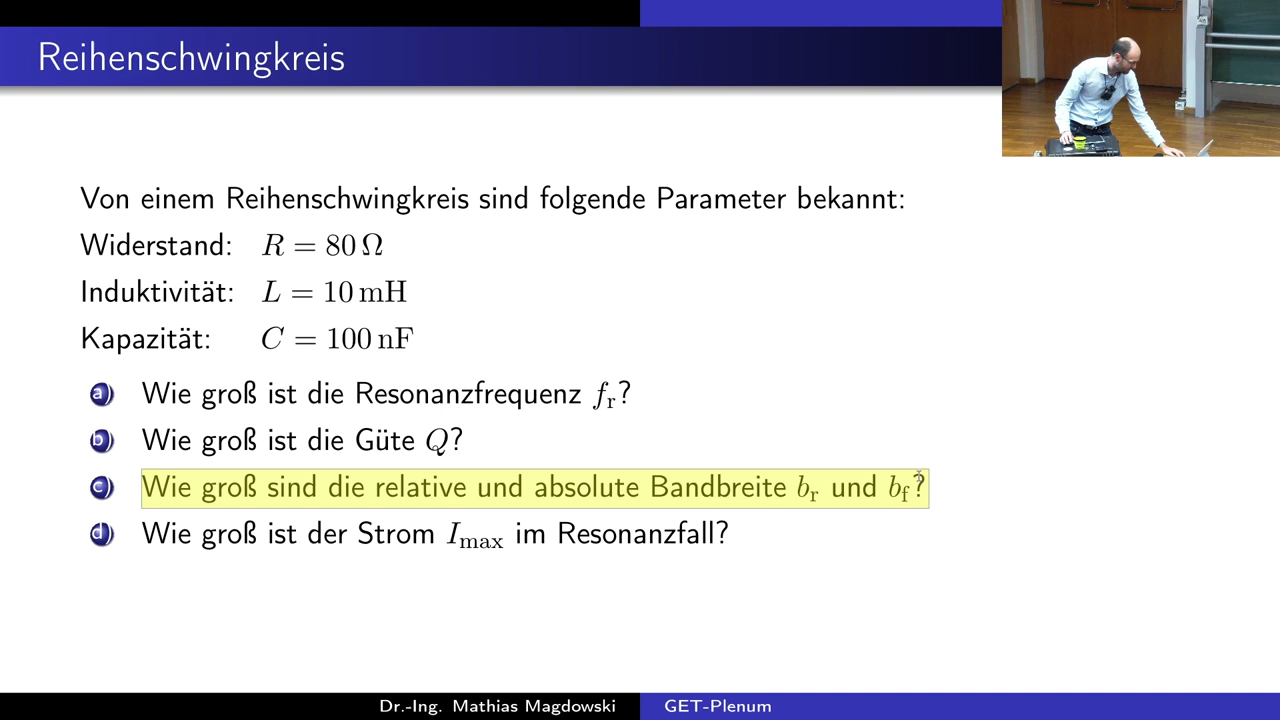 Reihenschwingkreis
Von einem Reihenschwingkreis sind folgende Parameter bekannt:
Widerstand: R = 80 Ω
Induktivität: L = 10 mH
Kapazität: C = 100 nF
a) Wie groß ist die Resonanzfrequenz fr?
b) Wie groß ist die Güte Q?
c) Wie groß sind die relative und absolute Bandbreite br und bf?
d) Wie groß ist der Strom Imax im Resonanzfall?
Dr.-Ing. Mathias Magdowski GET-Plenum